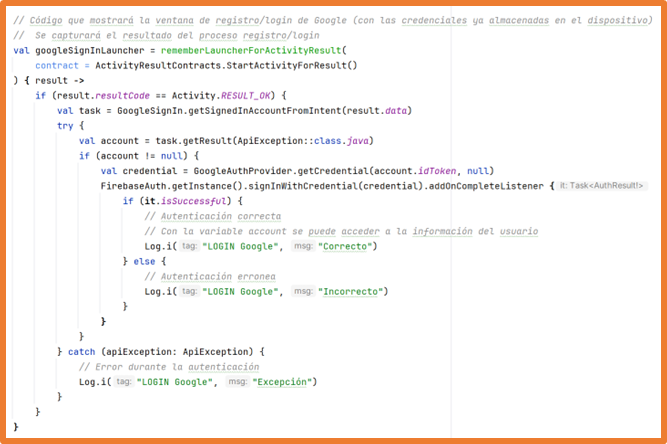 // Código que mostrará la ventana de registro/login de Google (con las credenciales ya almacenadas en el dispositivo)
//  Se capturará el resultado del proceso registro/login
val googleSignInLauncher = rememberLauncherForActivityResult(
    contract = ActivityResultContracts.StartActivityForResult()
) { result ->
    if (result.resultCode == Activity.RESULT_OK) {
        val task = GoogleSignIn.getSignedInAccountFromIntent(result.data)
        try {
            val account = task.getResult(ApiException::class.java)
            if (account != null) {
                val credential = GoogleAuthProvider.getCredential(account.idToken, null)
                FirebaseAuth.getInstance().signInWithCredential(credential).addOnCompleteListener { it: Task<AuthResult!>
                    if (it.isSuccessful) {
                        // Autenticación correcta
                        // Con la variable account se puede acceder a la información del usuario
                        Log.i( tag: "LOGIN Google",  msg: "Correcto")
                    } else {
                        // Autenticación erronea
                        Log.i( tag: "LOGIN Google",  msg: "Incorrecto")
                    }
                }
            }
        } catch (apiException: ApiException) {
            // Error durante la autenticación
            Log.i( tag: "LOGIN Google",  msg: "Excepción")
        }
    }
}